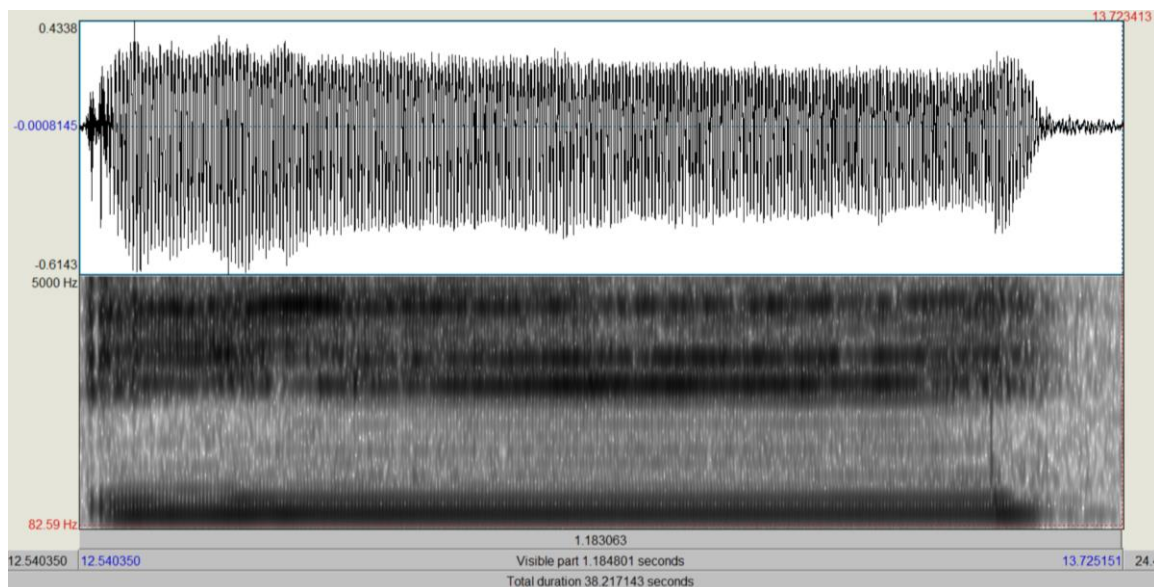 13.723413
0.4338
-0.0008145
-0.6143
5000 Hz
82.59 Hz
1.183063
12.540350 12.540350 Visible part 1.184801 seconds 13.725151
Total duration 38.217143 seconds